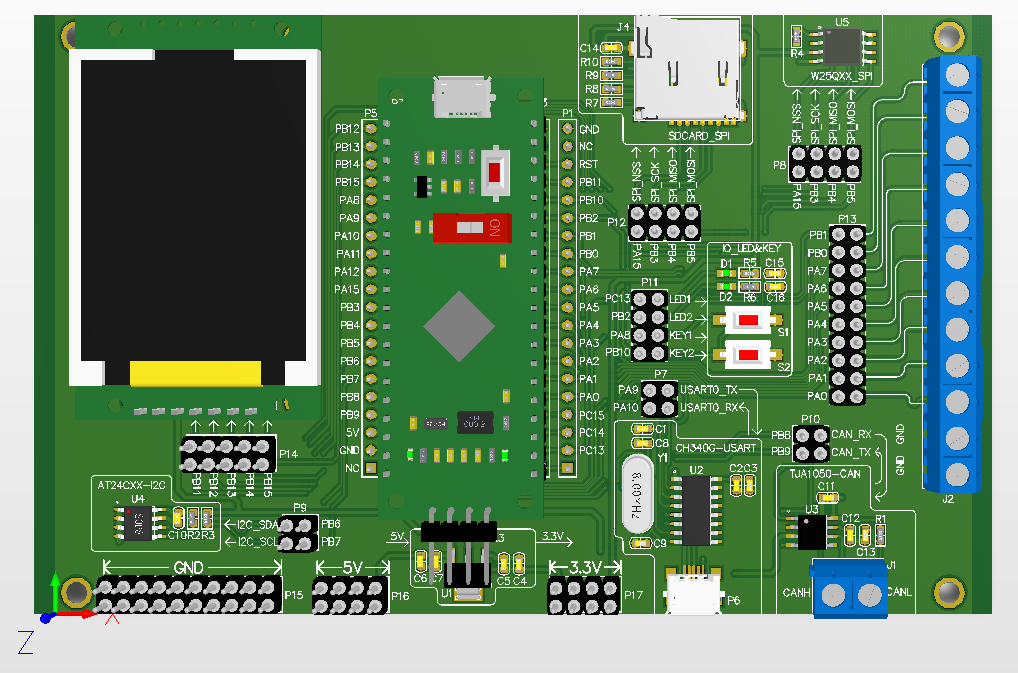 J4
C14
R10
R9
R8
R7
SDCARD_SPI
U5
R4
W25QXX_SPI
SPI_NSS
SPI_SCK
SPI_MISO
SPI_MOSI
P8
PA15
PB3
PB4
PB5
SPI_NSS
SPI_SCK
SPI_MISO
SPI_MOSI
P12
PA15
PB3
PB4
PB5
P5
PB12
PB13
PB14
PB15
PA8
PA9
PA10
PA11
PA12
PA15
PB3
PB4
PB5
PB6
PB7
PB8
PB9
5V
GND
NC
ON
P1
GND
NC
RST
PB11
PB10
PB2
PB1
PB0
PA7
PA6
PA5
PA4
PA3
PA2
PA1
PA0
PC15
PC14
PC13
IO_LED&KEY
D1
R5
C15
D2
R6
C16
S1
S2
P11
PC13
PB2
PA8
PB10
LED1
LED2
KEY1
KEY2
P13
PB1
PB0
PA7
PA6
PA5
PA4
PA3
PA2
PA1
PA0
P7
PA9
PA10
USART0_TX
USART0_RX
C1
C8
Y1
8.00MHz
C9
CH340G-USART
U2
C2
C3
P6
P10
PB8
PB9
CAN_RX
CAN_TX
GND
GND
J2
TJA1050-CAN
C11
U3
C12
C13
R1
J1
CANH
CANL
P14
PB11
PB12
PB13
PB14
PB15
AT24CXX-I2C
U4
C10
R2
R3
P9
I2C_SDA
I2C_SCL
PB6
PB7
5V
3.3V
C6
C7
U1
C5
C4
GND
P15
5V
P16
3.3V
P17
Z
X